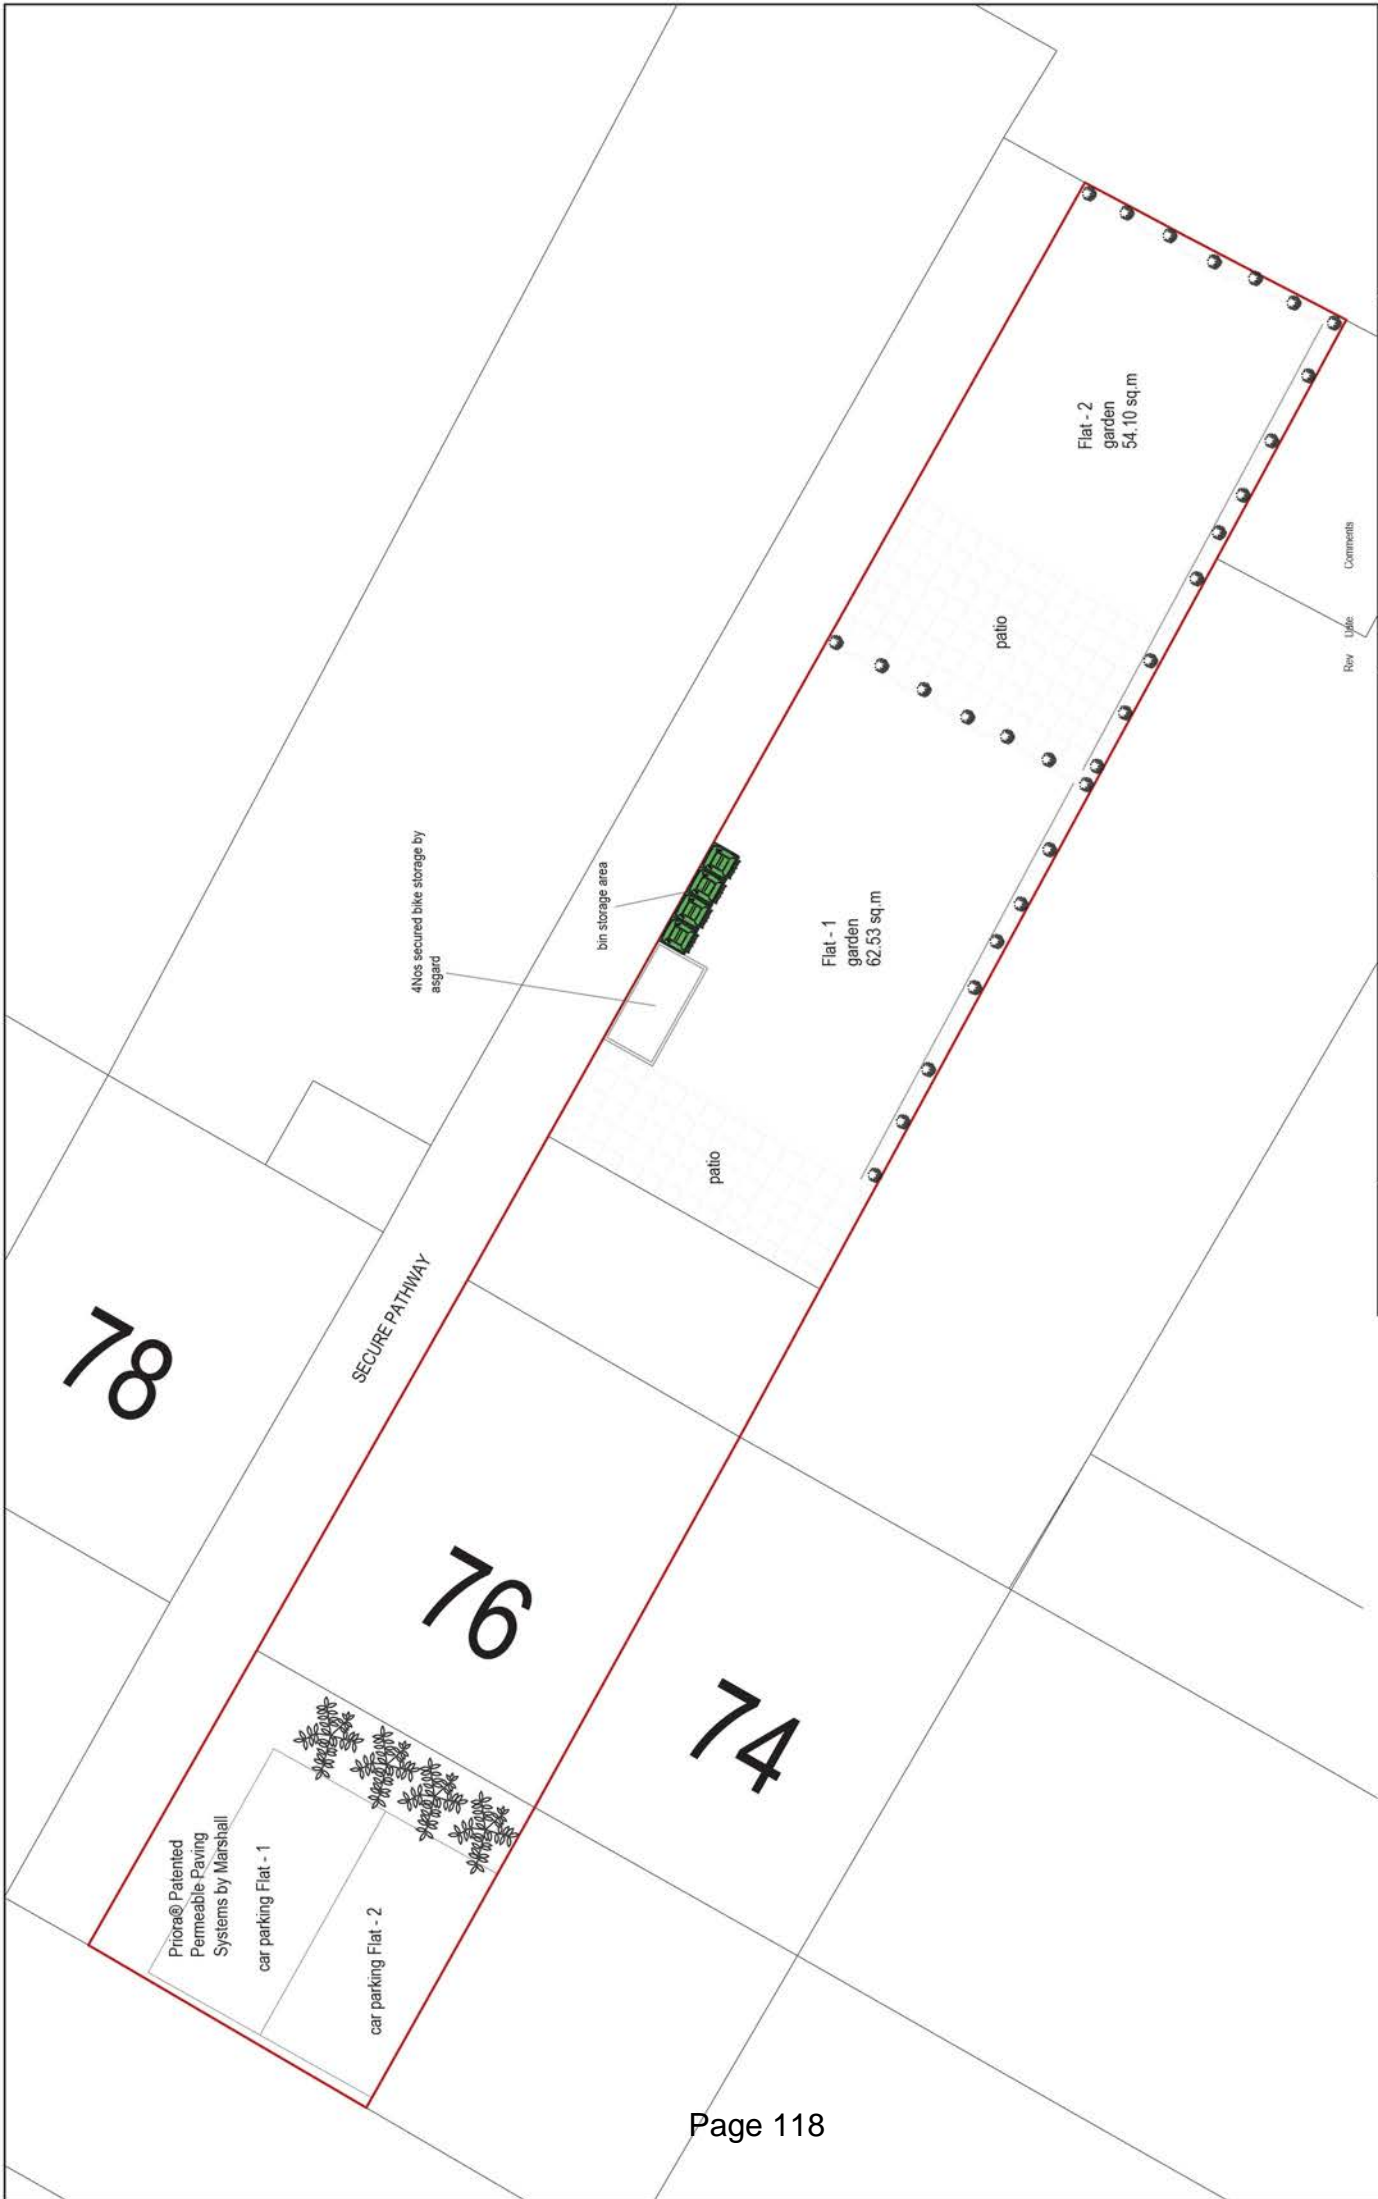 Flat - 2
garden
54.10 sq.m
Rev
Date
Comments
patio
4Nos secured bike storage by
asgard
bin storage area
Flat - 1
garden
62.53 sq.m
patio
SECURE PATHWAY
78
76
74
Priora® Patented
Permeable Paving
Systems by Marshall
car parking Flat - 1
car parking Flat - 2
Page 118